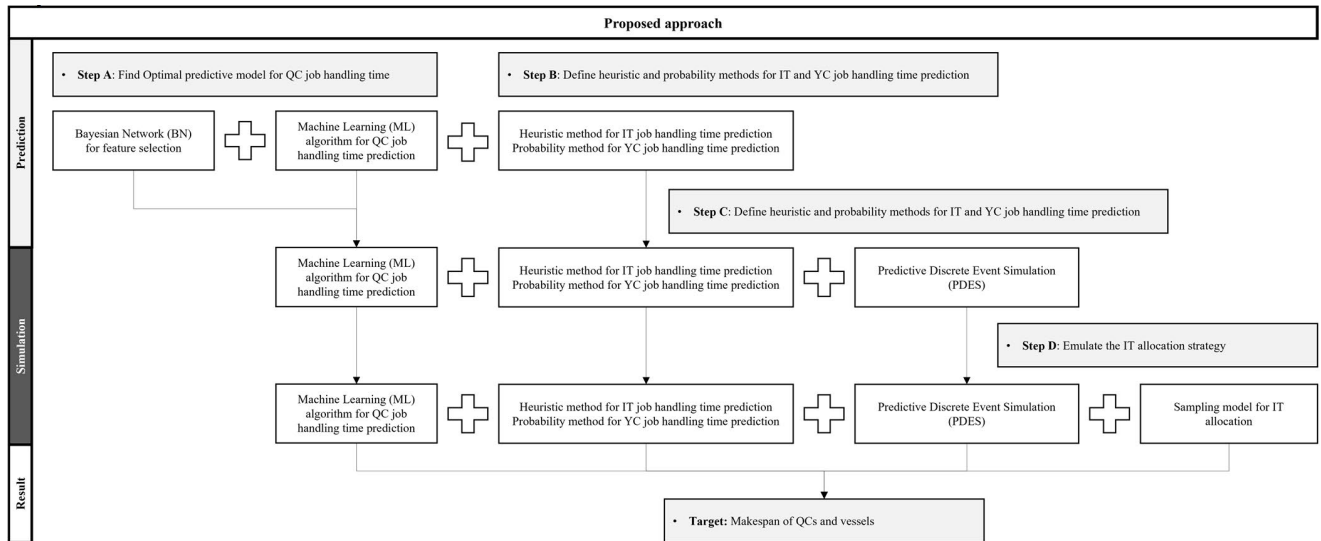 Proposed approach
Prediction
• Step A: Find Optimal predictive model for QC job handling time
• Step B: Define heuristic and probability methods for IT and YC job handling time prediction
Bayesian Network (BN)
for feature selection
Machine Learning (ML)
algorithm for QC job
handling time prediction
Heuristic method for IT job handling time prediction
Probability method for YC job handling time prediction
• Step C: Define heuristic and probability methods for IT and YC job handling time prediction
Simulation
Machine Learning (ML)
algorithm for QC job
handling time prediction
Heuristic method for IT job handling time prediction
Probability method for YC job handling time prediction
Predictive Discrete Event Simulation
(PDES)
• Step D: Emulate the IT allocation strategy
Machine Learning (ML)
algorithm for QC job
handling time prediction
Heuristic method for IT job handling time prediction
Probability method for YC job handling time prediction
Predictive Discrete Event Simulation
(PDES)
Sampling model for IT
allocation
Result
• Target: Makespan of QCs and vessels